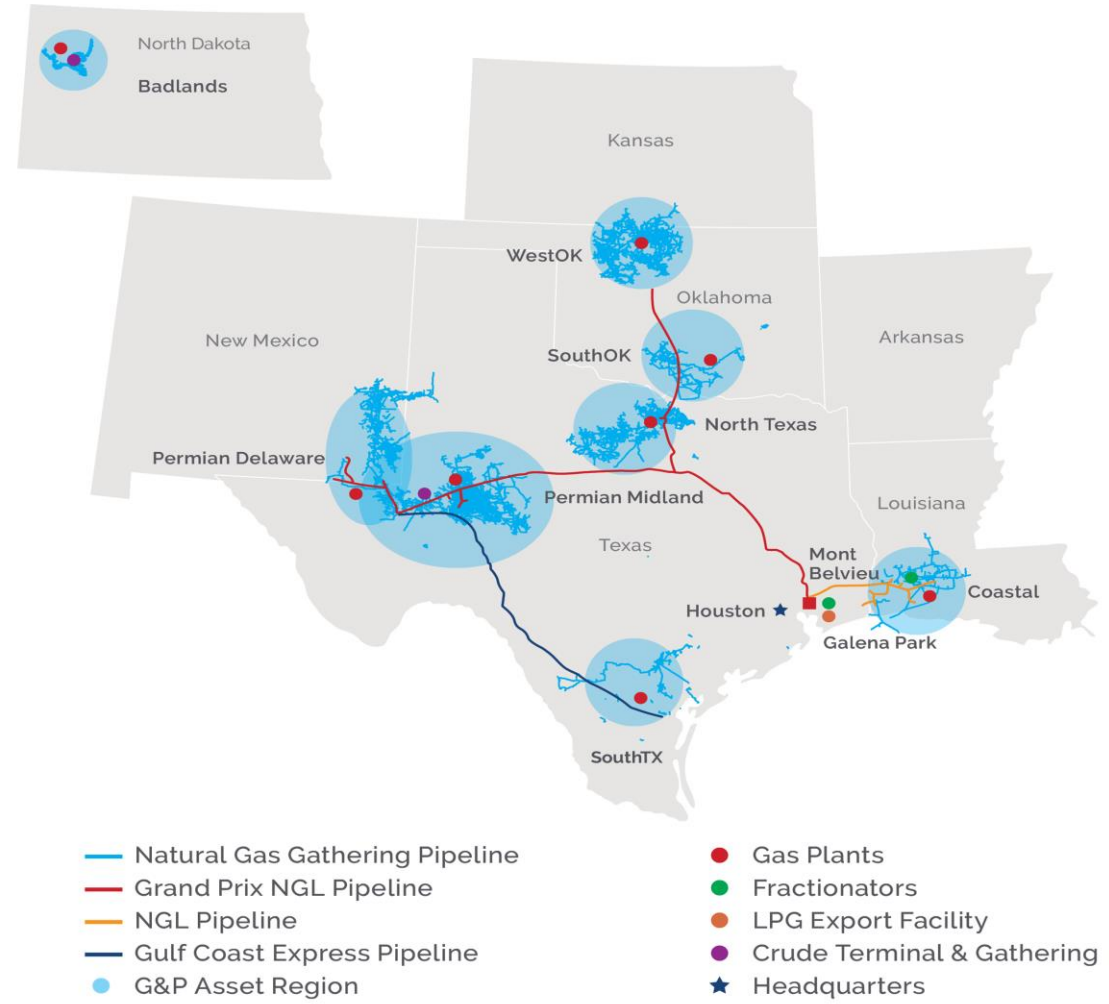 North Dakota
Badlands
Kansas
WestOK
Oklahoma
New Mexico
Arkansas
SouthOK
North Texas
Permian Delaware
Permian Midland
Louisiana
Texas
Mont
Belvieu
Coastal
Houston
Galena Park
SouthTX
Natural Gas Gathering Pipeline
Grand Prix NGL Pipeline
NGL Pipeline
Gulf Coast Express Pipeline
G&P Asset Region
Gas Plants
Fractionators
LPG Export Facility
Crude Terminal & Gathering
Headquarters